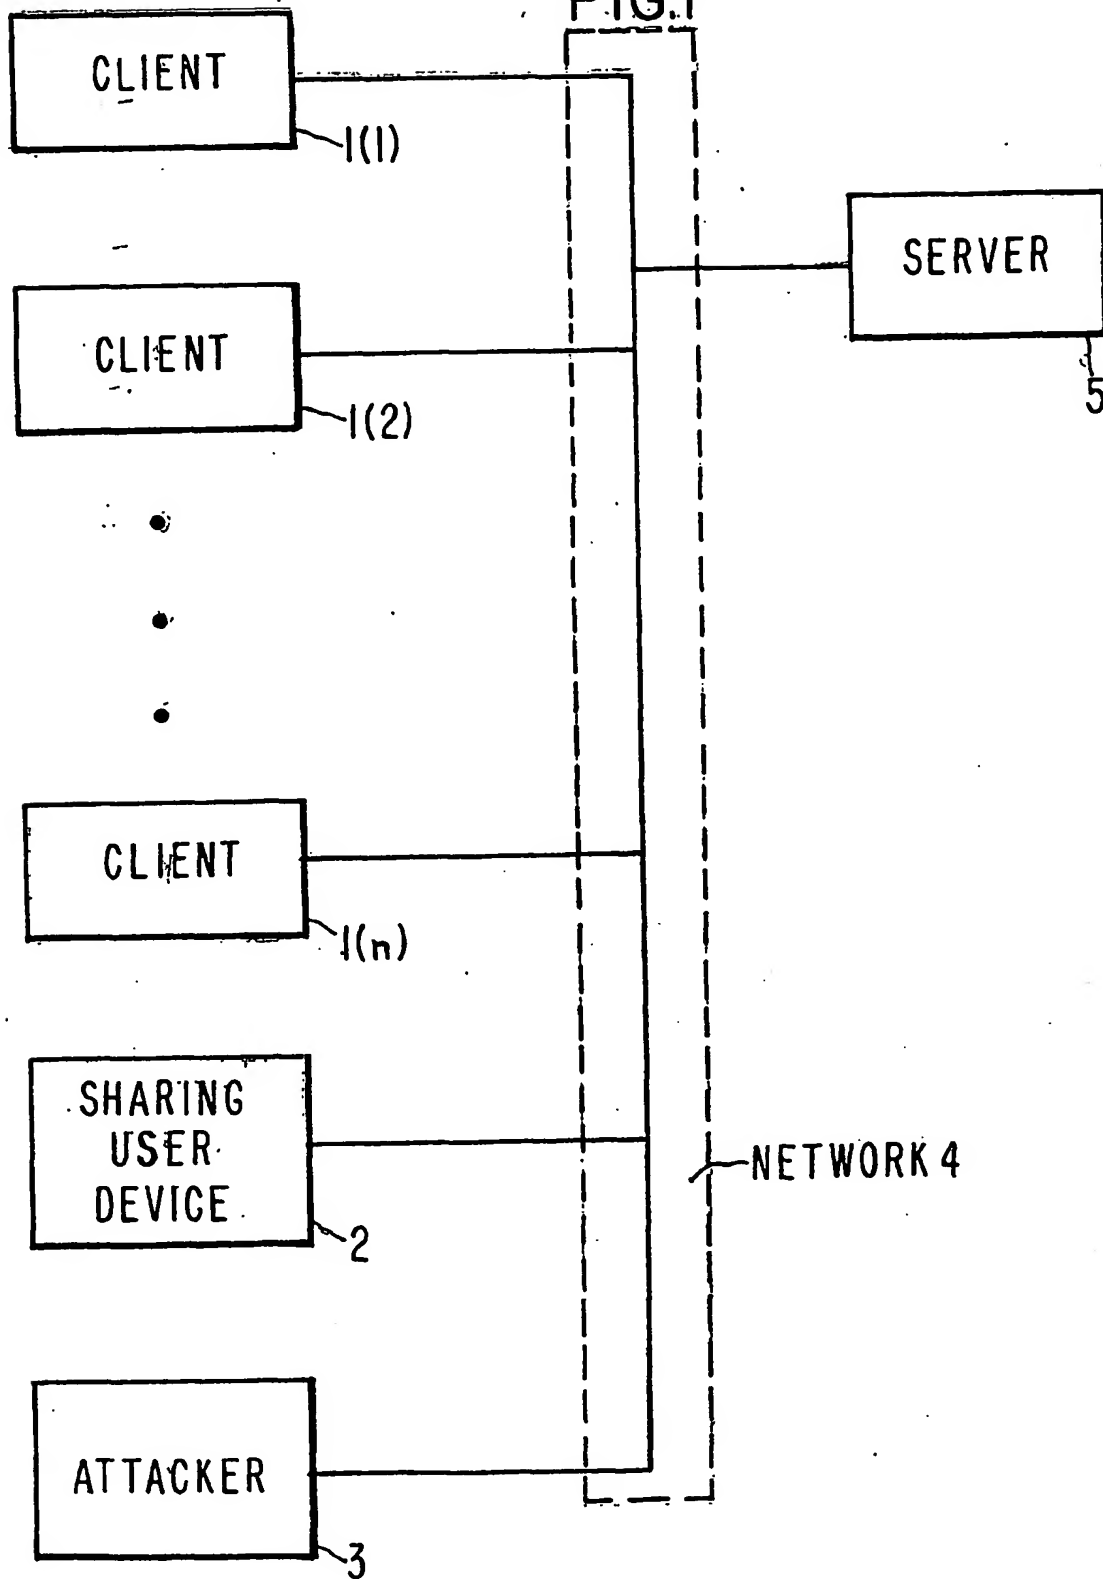 FIG.1
CLIENT
1(1)
SERVER
5
CLIENT
1(2)
CLIENT
1(n)
SHARING
USER
DEVICE
2
NETWORK 4
ATTACKER
3